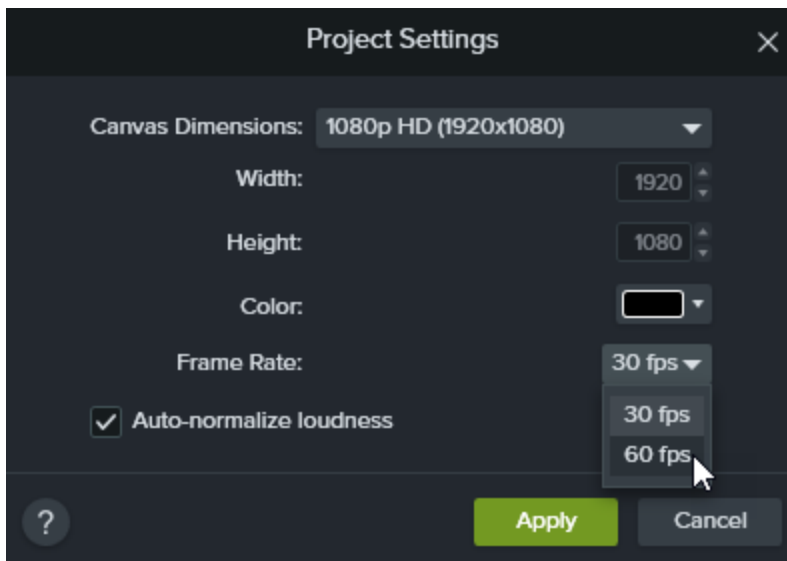 Project Settings
Canvas Dimensions: 1080p HD (1920x1080)
Width: 1920
Height: 1080
Color:
Frame Rate: 30 fps
Auto-normalize loudness
30 fps
60 fps
? Apply Cancel